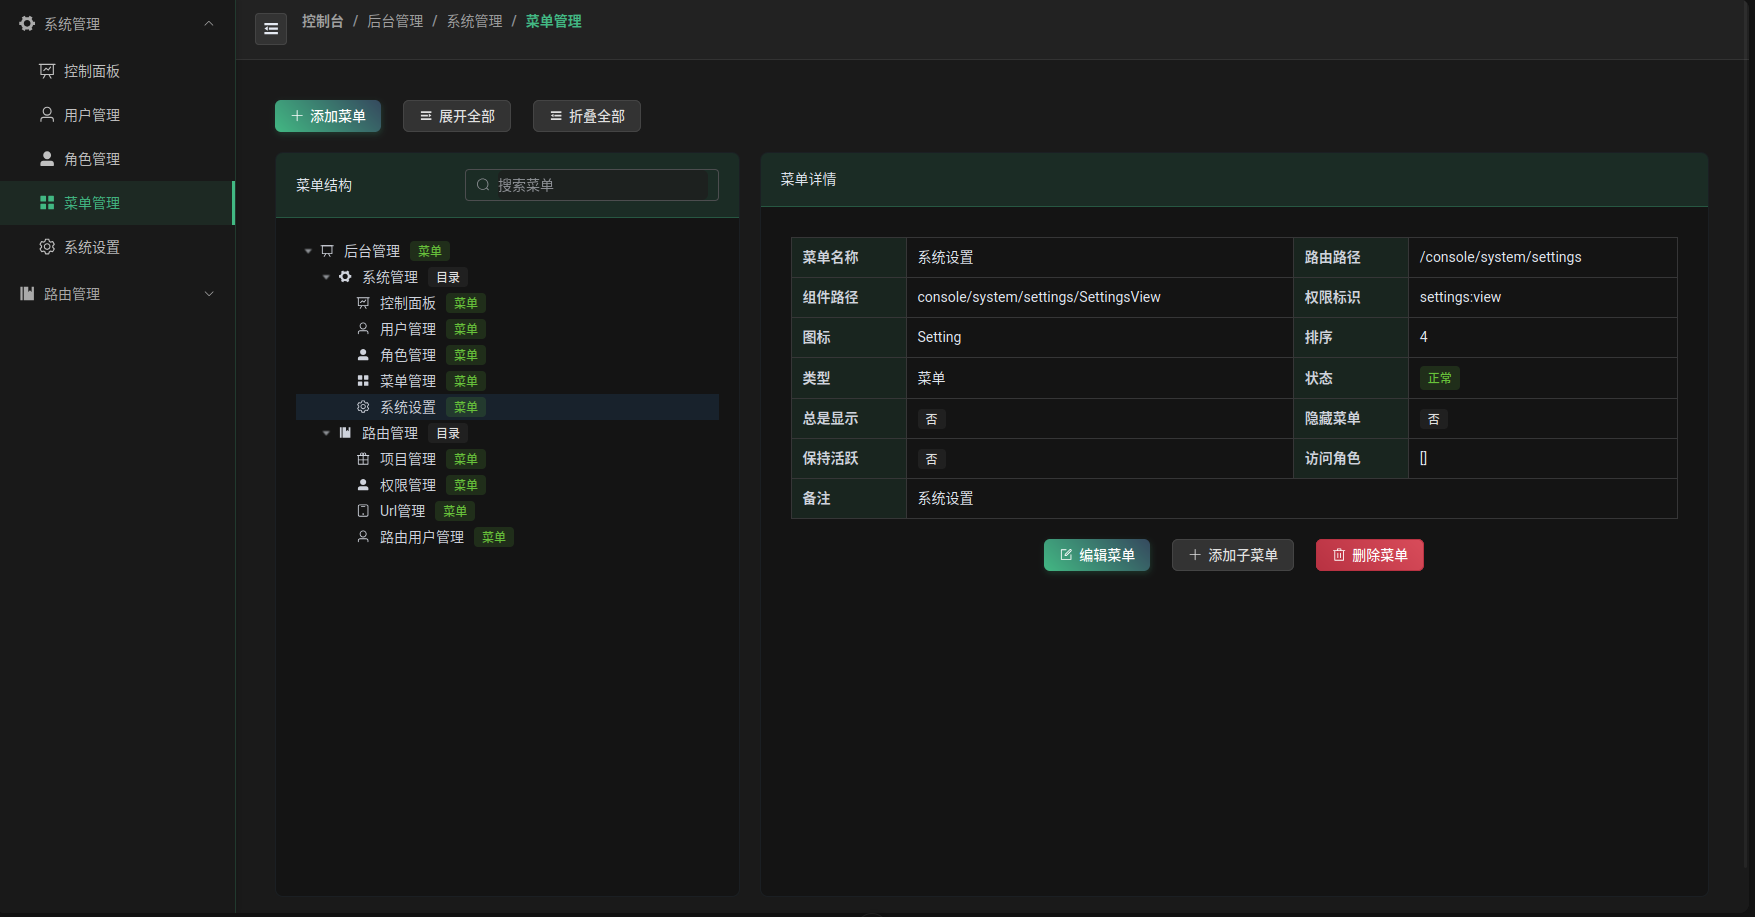 系统管理
控制面板
用户管理
角色管理
菜单管理
系统设置
路由管理
控制台 / 后台管理 / 系统管理 / 菜单管理
添加菜单 展开全部 折叠全部
菜单结构 搜索菜单
后台管理 菜单
系统管理 目录
控制面板 菜单
用户管理 菜单
角色管理 菜单
菜单管理 菜单
系统设置 菜单
路由管理 目录
项目管理 菜单
权限管理 菜单
Url管理 菜单
路由用户管理 菜单
菜单详情
菜单名称 系统设置 路由路径 /console/system/settings
组件路径 console/system/settings/SettingsView 权限标识 settings:view
图标 Setting 排序 4
类型 菜单 状态 正常
总是显示 否 隐藏菜单 否
保持活跃 否 访问角色 []
备注 系统设置
编辑菜单 添加子菜单 删除菜单